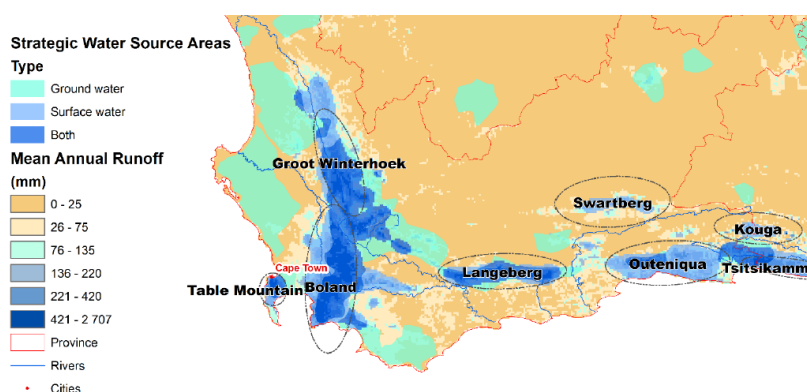 Strategic Water Source Areas
Type
Ground water
Surface water
Both
Mean Annual Runoff
(mm)
0 - 25
26 - 75
76 - 135
136 - 220
221 - 420
421 - 2 707
Province
Rivers
Cities
Groot Winterhoek
Swartberg
Kouga
Cape Town
Langeberg
Outeniqua
Tsitsikamm
Table Mountain
Boland